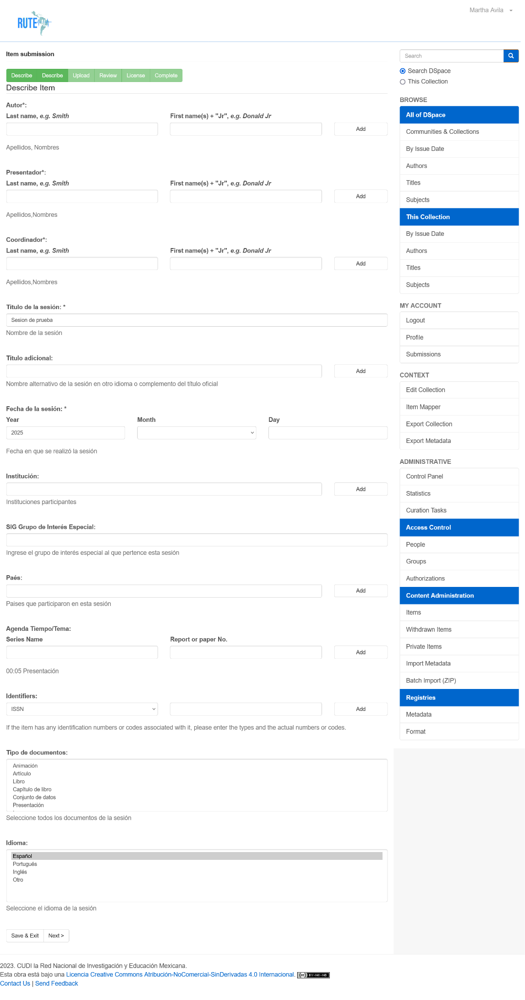 RUTE AL
Martha Avila
Item submission
Describe Describe Upload Review License Complete
Describe Item
Autor*:
Last name, e.g. Smith First name(s) + "Jr", e.g. Donald Jr
Add
Apellidos, Nombres
Presentador*:
Last name, e.g. Smith First name(s) + "Jr", e.g. Donald Jr
Add
Apellidos,Nombres
Coordinador*:
Last name, e.g. Smith First name(s) + "Jr", e.g. Donald Jr
Add
Apellidos,Nombres
Título de la sesión: *
Sesion de prueba
Nombre de la sesión
Título adicional:
Add
Nombre alternativo de la sesión en otro idioma o complemento del título oficial
Fecha de la sesión: *
Year Month Day
2025
Fecha en que se realizó la sesión
Institución:
Add
Instituciones participantes
SIG Grupo de Interés Especial:
Ingrese el grupo de interés especial al que pertence esta sesión
Paés:
Add
Paises que participaron en esta sesión
Agenda Tiempo/Tema:
Series Name Report or paper No.
Add
00:05 Presentación
Identifiers:
ISSN Add
If the item has any identification numbers or codes associated with it, please enter the types and the actual numbers or codes.
Tipo de documentos:
Animación
Artículo
Libro
Capítulo de libro
Conjunto de datos
Presentación
Seleccione todos los documentos de la sesión
Idioma:
Español
Portugués
Inglés
Otro
Seleccione el idioma de la sesión
Save & Exit Next >
Search
Search DSpace
This Collection
BROWSE
All of DSpace
Communities & Collections
By Issue Date
Authors
Titles
Subjects
This Collection
By Issue Date
Authors
Titles
Subjects
MY ACCOUNT
Logout
Profile
Submissions
CONTEXT
Edit Collection
Item Mapper
Export Collection
Export Metadata
ADMINISTRATIVE
Control Panel
Statistics
Curation Tasks
Access Control
People
Groups
Authorizations
Content Administration
Items
Withdrawn Items
Private Items
Import Metadata
Batch Import (ZIP)
Registries
Metadata
Format
2023. CUDI la Red Nacional de Investigación y Educación Mexicana.
Esta obra está bajo una Licencia Creative Commons Atribución-NoComercial-SinDerivadas 4.0 Internacional. (cc) BY-NC-ND
Contact Us | Send Feedback